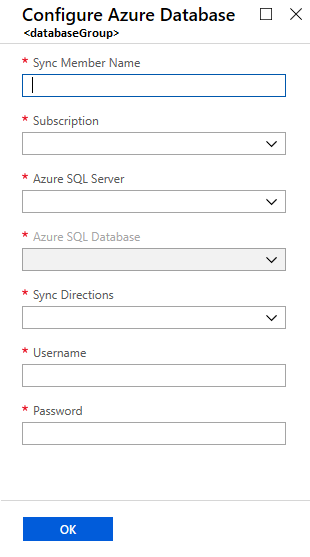 Configure Azure Database
<databaseGroup>
* Sync Member Name
* Subscription
* Azure SQL Server
* Azure SQL Database
* Sync Directions
* Username
* Password
OK